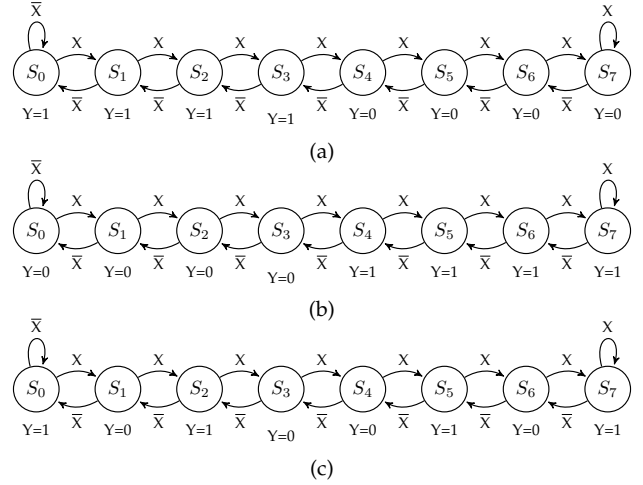 X̅ X X X X X X X X
S₀ S₁ S₂ S₃ S₄ S₅ S₆ S₇
X̅ X̅ X̅ X̅ X̅ X̅ X̅
Y=1 Y=1 Y=1 Y=1 Y=0 Y=0 Y=0 Y=0
(a)
X̅ X X X X X X X X
S₀ S₁ S₂ S₃ S₄ S₅ S₆ S₇
X̅ X̅ X̅ X̅ X̅ X̅ X̅
Y=0 Y=0 Y=0 Y=0 Y=1 Y=1 Y=1 Y=1
(b)
X̅ X X X X X X X X
S₀ S₁ S₂ S₃ S₄ S₅ S₆ S₇
X̅ X̅ X̅ X̅ X̅ X̅ X̅
Y=1 Y=0 Y=1 Y=0 Y=0 Y=1 Y=0 Y=1
(c)